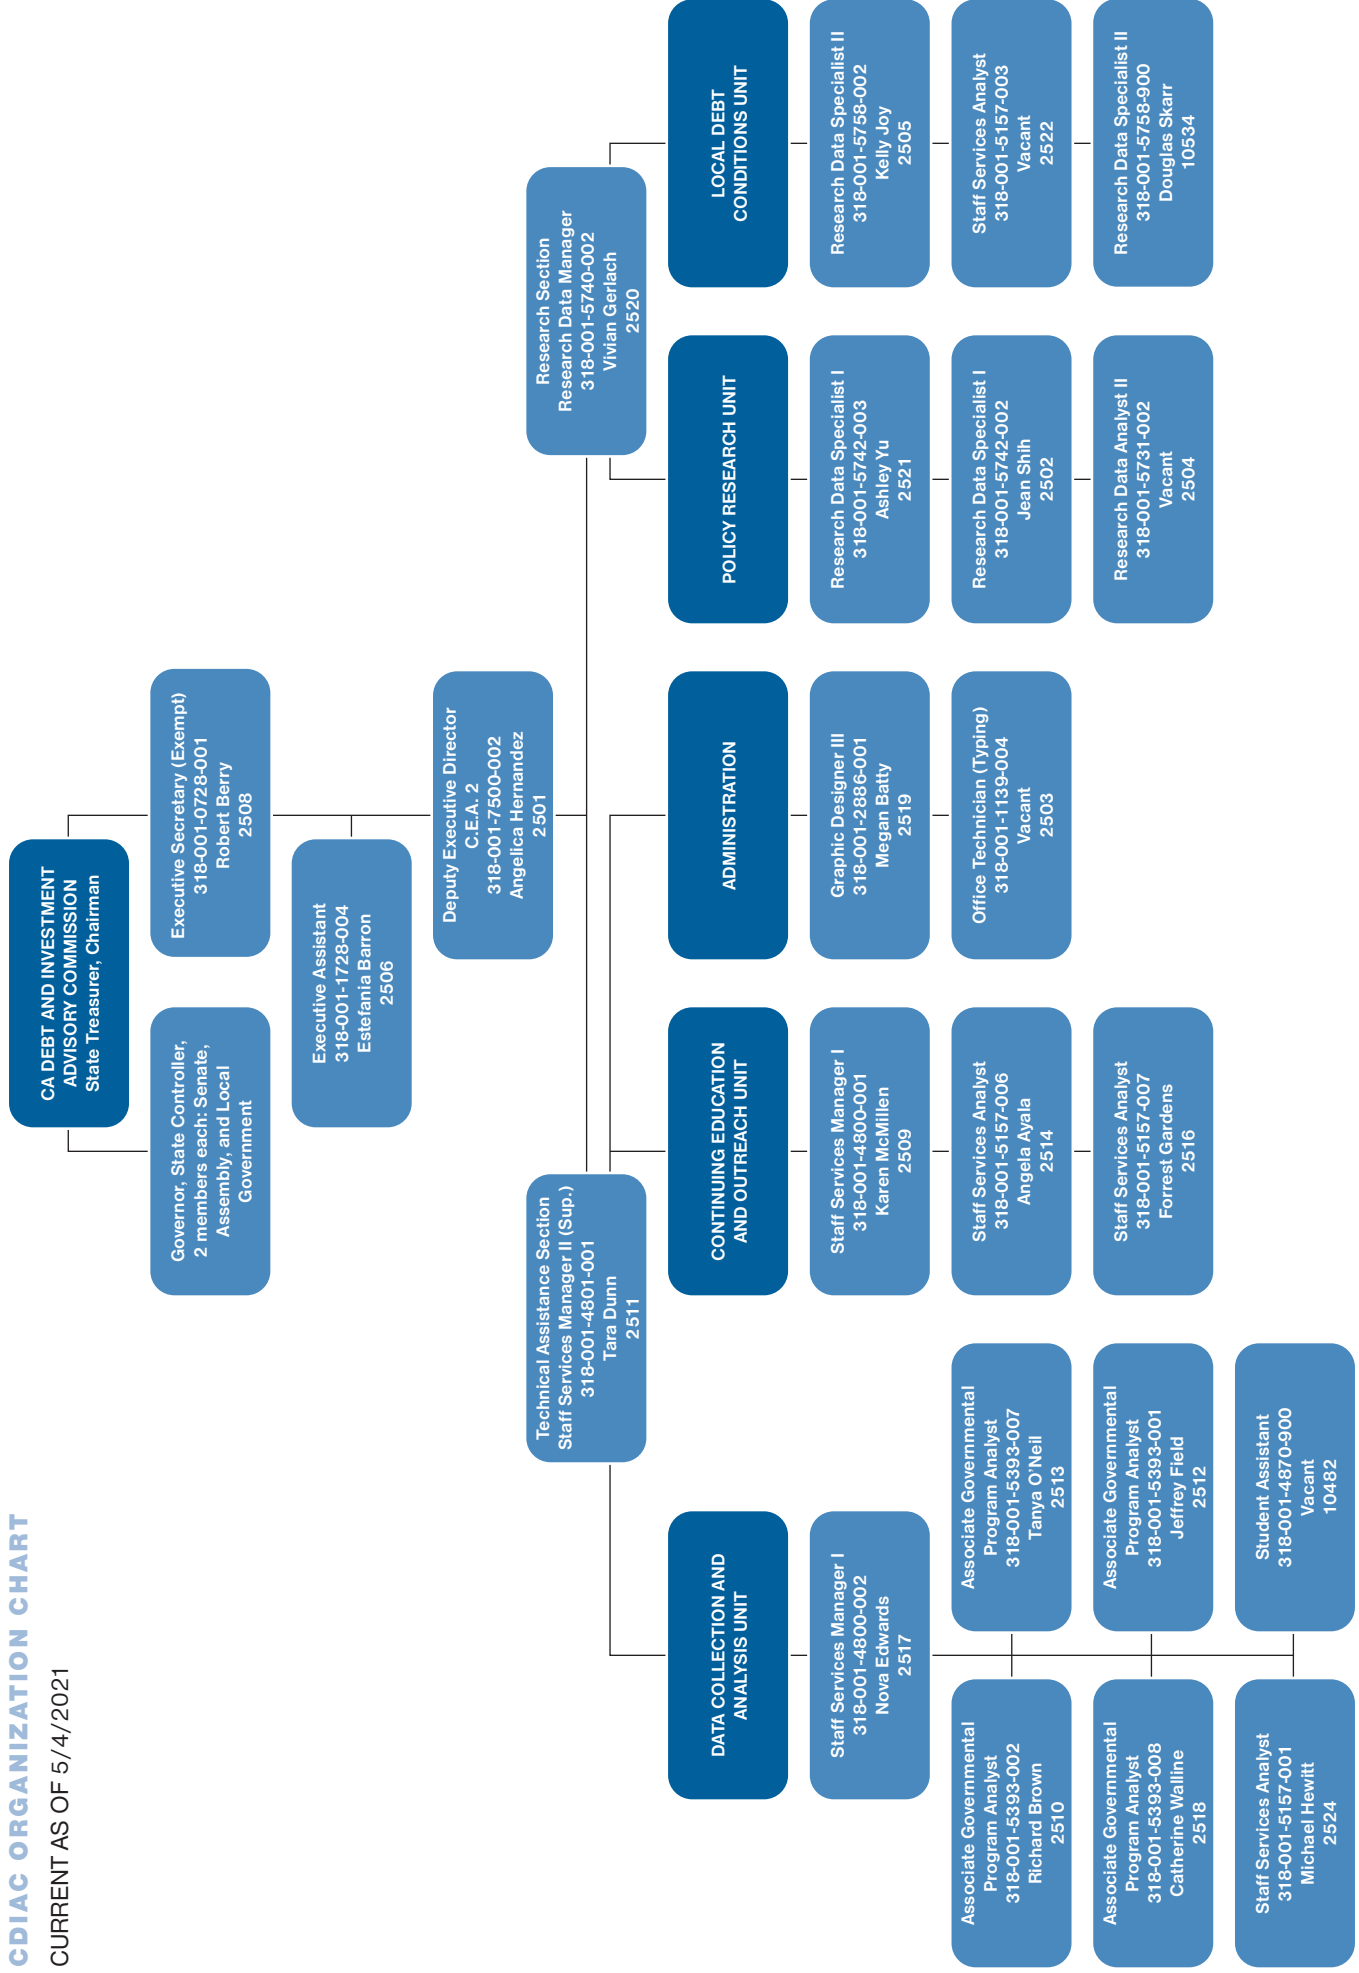 CDIAC ORGANIZATION CHART
CURRENT AS OF 5/4/2021
CA DEBT AND INVESTMENT
ADVISORY COMMISSION
State Treasurer, Chairman
Governor, State Controller,
2 members each: Senate,
Assembly, and Local
Government
Executive Secretary (Exempt)
318-001-0728-001
Robert Berry
2508
Executive Assistant
318-001-1728-004
Estefania Barron
2506
Deputy Executive Director
C.E.A. 2
318-001-7500-002
Angelica Hernandez
2501
Technical Assistance Section
Staff Services Manager II (Sup.)
318-001-4801-001
Tara Dunn
2511
Research Section
Research Data Manager
318-001-5740-002
Vivian Gerlach
2520
DATA COLLECTION AND
ANALYSIS UNIT
Staff Services Manager I
318-001-4800-002
Nova Edwards
2517
Associate Governmental
Program Analyst
318-001-5393-002
Richard Brown
2510
Associate Governmental
Program Analyst
318-001-5393-007
Tanya O'Neil
2513
Associate Governmental
Program Analyst
318-001-5393-008
Catherine Walline
2518
Associate Governmental
Program Analyst
318-001-5393-001
Jeffrey Field
2512
Staff Services Analyst
318-001-5157-001
Michael Hewitt
2524
Student Assistant
318-001-4870-900
Vacant
10482
CONTINUING EDUCATION
AND OUTREACH UNIT
Staff Services Manager I
318-001-4800-001
Karen McMillen
2509
Staff Services Analyst
318-001-5157-006
Angela Ayala
2514
Staff Services Analyst
318-001-5157-007
Forrest Gardens
2516
ADMINISTRATION
Graphic Designer III
318-001-2886-001
Megan Batty
2519
Office Technician (Typing)
318-001-1139-004
Vacant
2503
POLICY RESEARCH UNIT
Research Data Specialist I
318-001-5742-003
Ashley Yu
2521
Research Data Specialist I
318-001-5742-002
Jean Shih
2502
Research Data Analyst II
318-001-5731-002
Vacant
2504
LOCAL DEBT
CONDITIONS UNIT
Research Data Specialist II
318-001-5758-002
Kelly Joy
2505
Staff Services Analyst
318-001-5157-003
Vacant
2522
Research Data Specialist II
318-001-5758-900
Douglas Skarr
10534